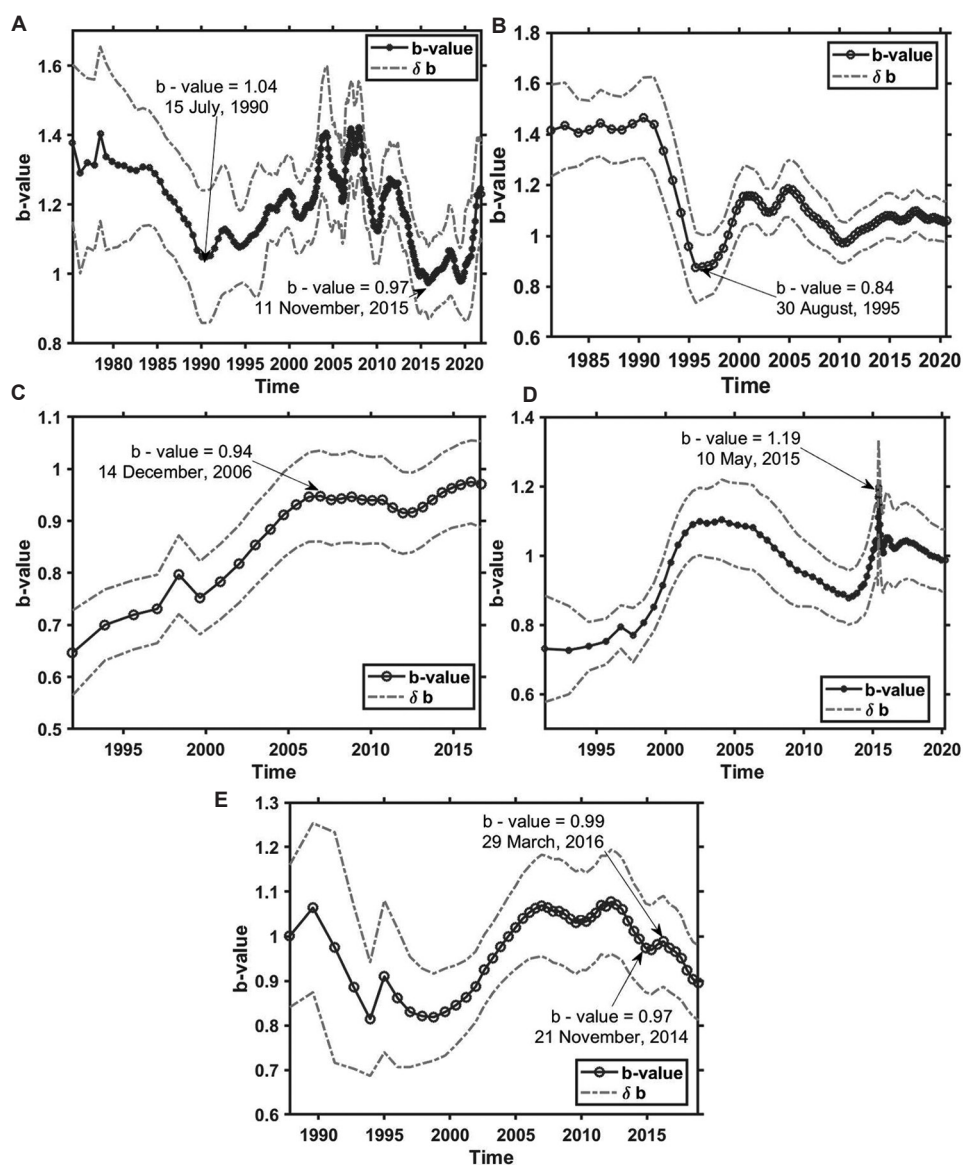 A
1.6
1.4
1.2
1
0.8
b-value
b-value
δ b
b - value = 1.04
15 July, 1990
b - value = 0.97
11 November, 2015
1980 1985 1990 1995 2000 2005 2010 2015 2020
Time
B
1.8
1.6
1.4
1.2
1
0.8
0.6
b-value
b-value
δ b
b - value = 0.84
30 August, 1995
1985 1990 1995 2000 2005 2010 2015 2020
Time
C
1.1
1
0.9
0.8
0.7
0.6
0.5
b-value
b - value = 0.94
14 December, 2006
b-value
δ b
1995 2000 2005 2010 2015
Time
D
1.4
1.2
1
0.8
0.6
b-value
b - value = 1.19
10 May, 2015
b-value
δ b
1995 2000 2005 2010 2015 2020
Time
E
1.3
1.2
1.1
1
0.9
0.8
0.7
0.6
b-value
b - value = 0.99
29 March, 2016
b - value = 0.97
21 November, 2014
b-value
δ b
1990 1995 2000 2005 2010 2015
Time